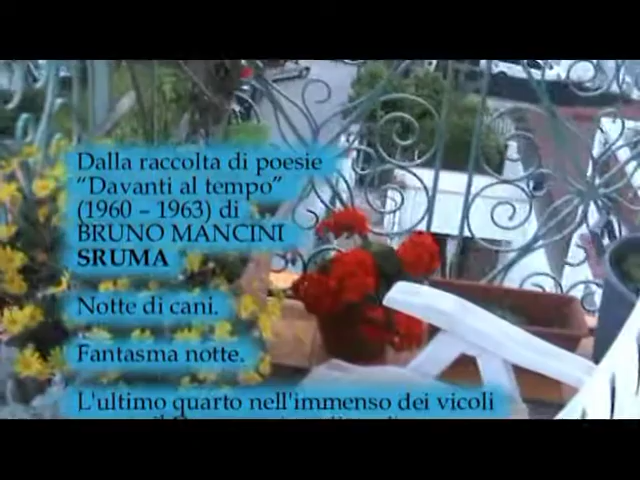 Dalla raccolta di poesie
“Davanti al tempo”
(1960 – 1963) di
BRUNO MANCINI
SRUMA
Notte di cani.
Fantasma notte.
L'ultimo quarto nell'immenso dei vicoli